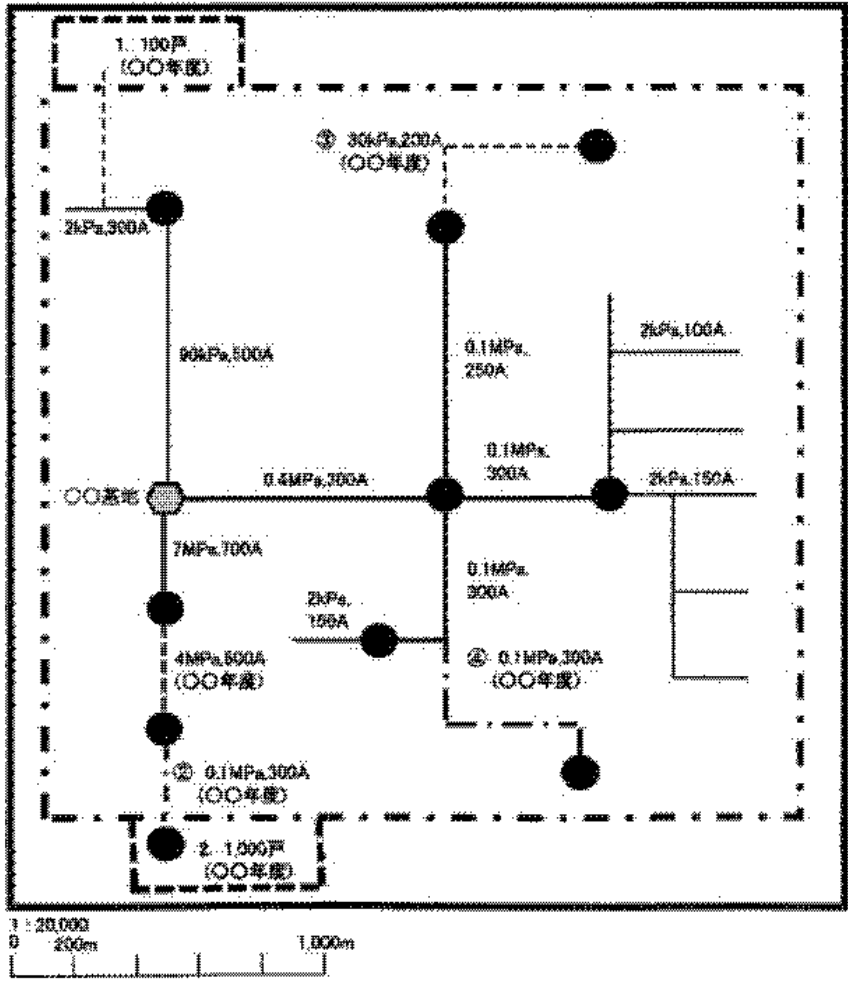 1. 100戸
(〇〇年度)
③ 30kPa,200A
(〇〇年度)
2kPa,300A
90kPa,500A
0.1MPa,
250A
2kPa,100A
0.1MPa,
300A
〇〇基地
0.4MPa,300A
2kPa,150A
7MPa,700A
0.1MPa,
300A
2kPa,
150A
4MPa,500A
(〇〇年度)
④ 0.1MPa,300A
(〇〇年度)
② 0.1MPa,300A
(〇〇年度)
2. 1,000戸
(〇〇年度)
1:20,000
0 200m 1,000m